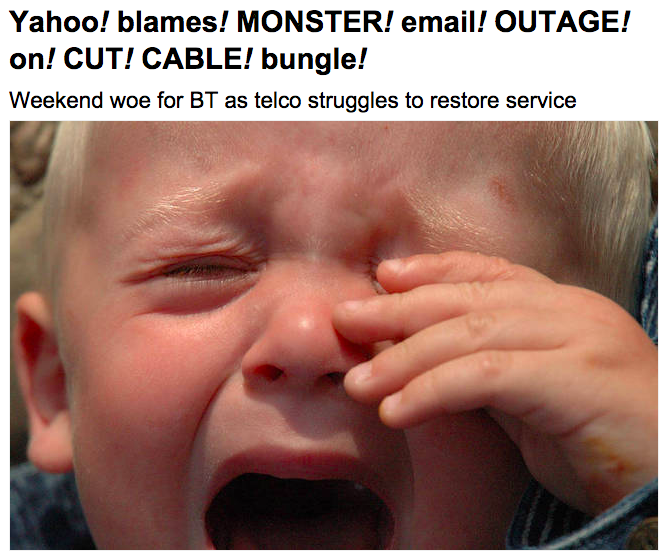 Yahoo! blames! MONSTER! email! OUTAGE!
on! CUT! CABLE! bungle!
Weekend woe for BT as telco struggles to restore service